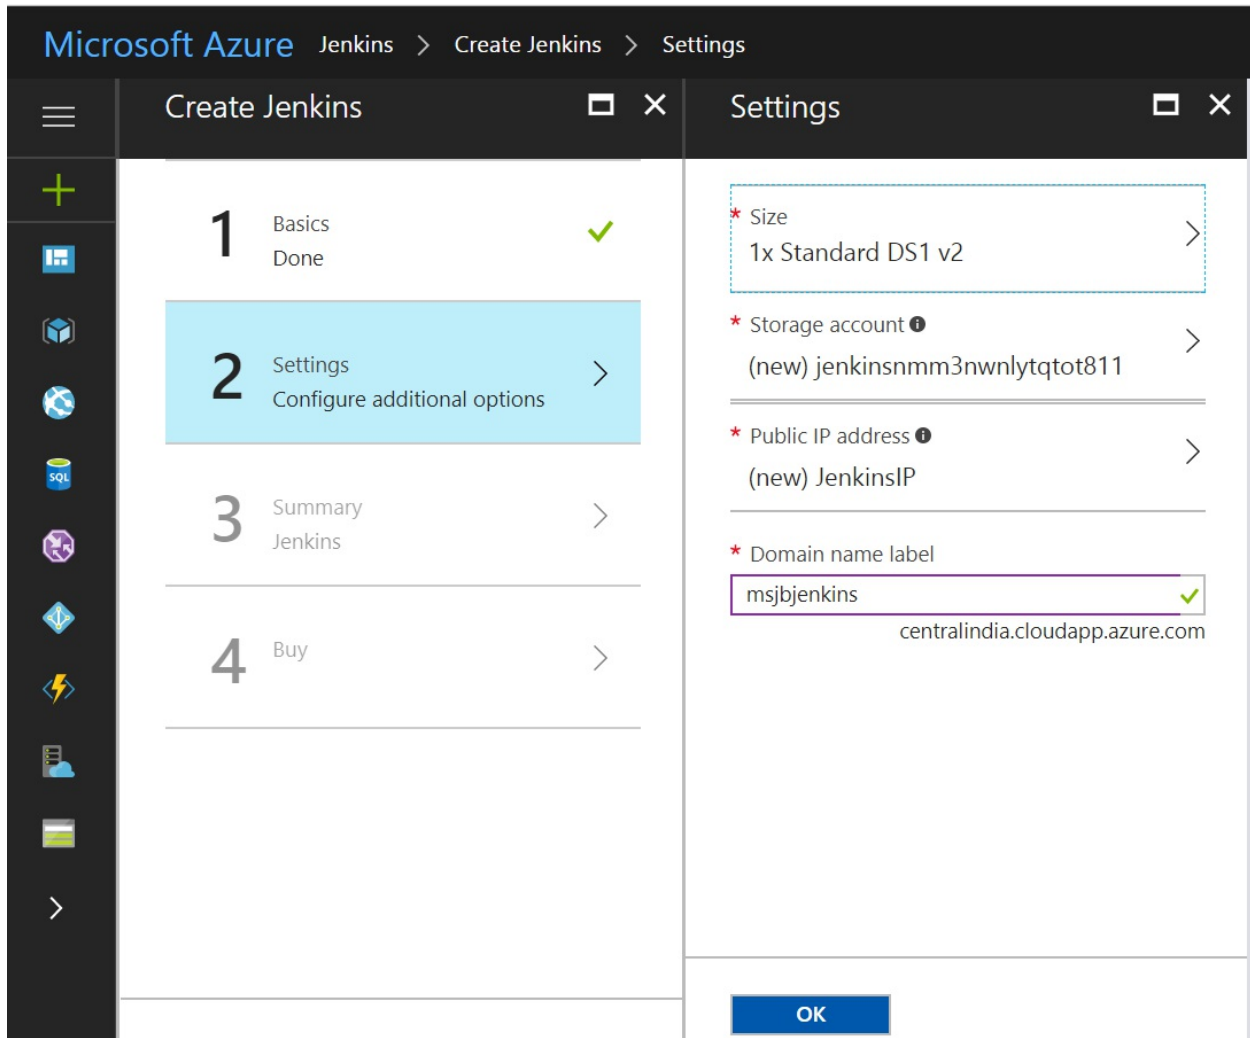 Microsoft Azure Jenkins > Create Jenkins > Settings
Create Jenkins
1
Basics
Done
2
Settings
Configure additional options
3
Summary
Jenkins
4
Buy
Settings
* Size
1x Standard DS1 v2
* Storage account
(new) jenkinsnmm3nwnlytqtot811
* Public IP address
(new) JenkinsIP
* Domain name label
msjbjenkins
centralindia.cloudapp.azure.com
OK
SQL